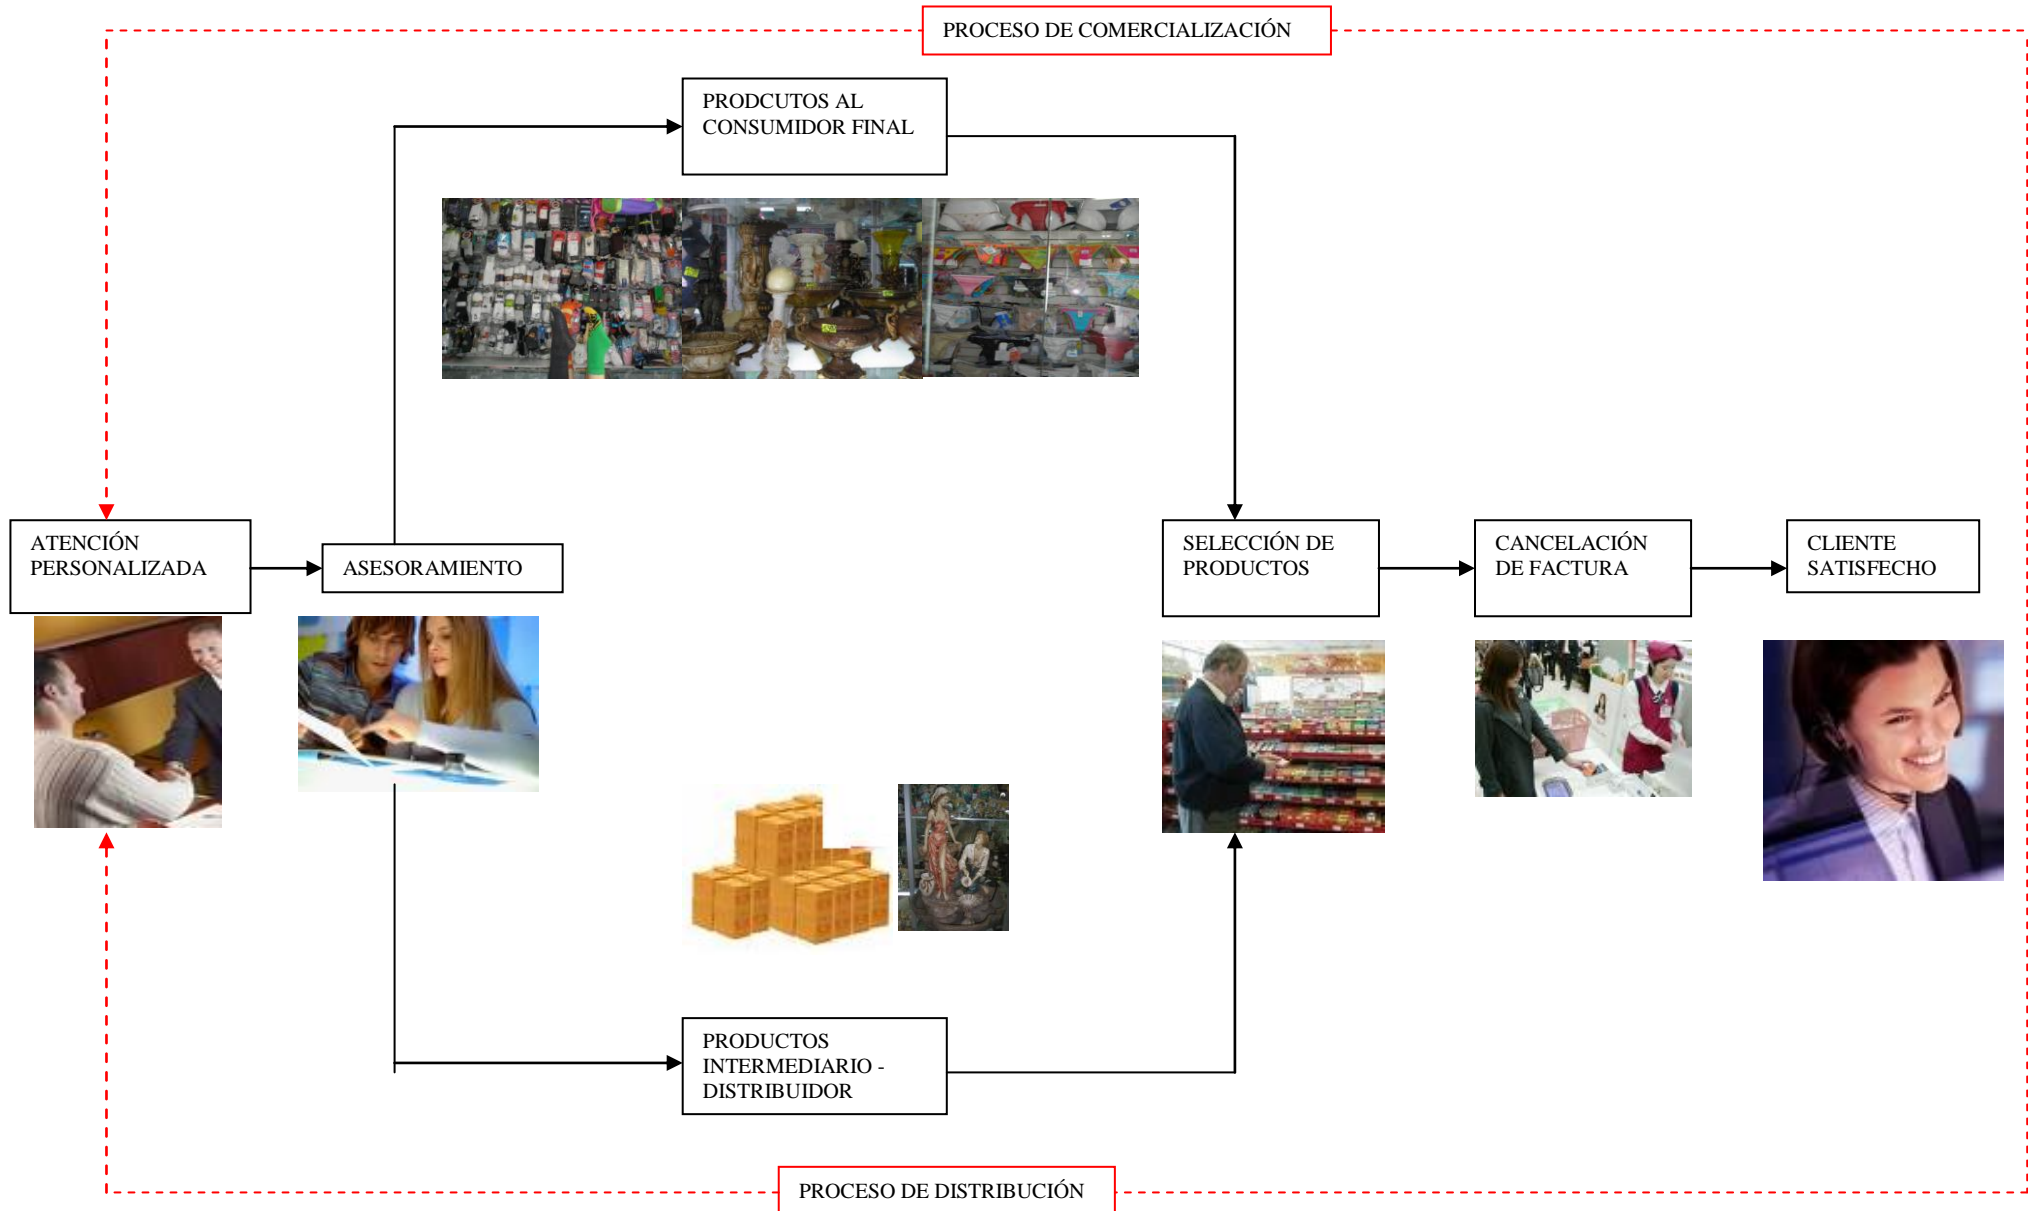 PROCESO DE COMERCIALIZACIÓN
PRODCUTOS AL
CONSUMIDOR FINAL
ATENCIÓN
PERSONALIZADA
ASESORAMIENTO
SELECCIÓN DE
PRODUCTOS
CANCELACIÓN
DE FACTURA
CLIENTE
SATISFECHO
PRODUCTOS
INTERMEDIARIO -
DISTRIBUIDOR
PROCESO DE DISTRIBUCIÓN